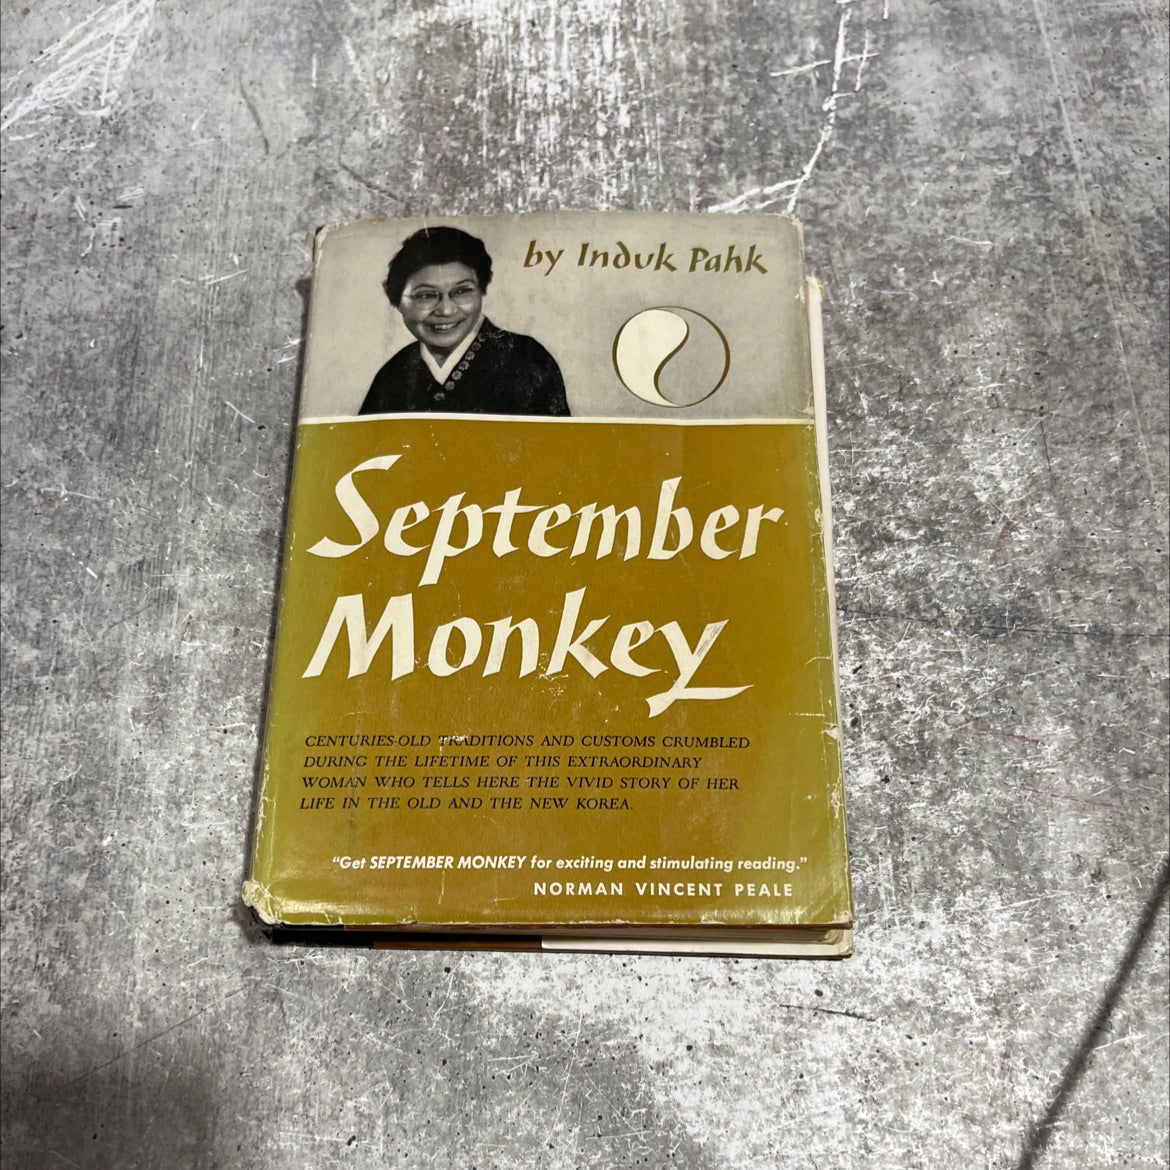 by Induk Pahk
September
Monkey
CENTURIES-OLD TRADITIONS AND CUSTOMS CRUMBLED
DURING THE LIFETIME OF THIS EXTRAORDINARY
WOMAN WHO TELLS HERE THE VIVID STORY OF HER
LIFE IN THE OLD AND THE NEW KOREA.
“Get SEPTEMBER MONKEY for exciting and stimulating reading.”
NORMAN VINCENT PEALE